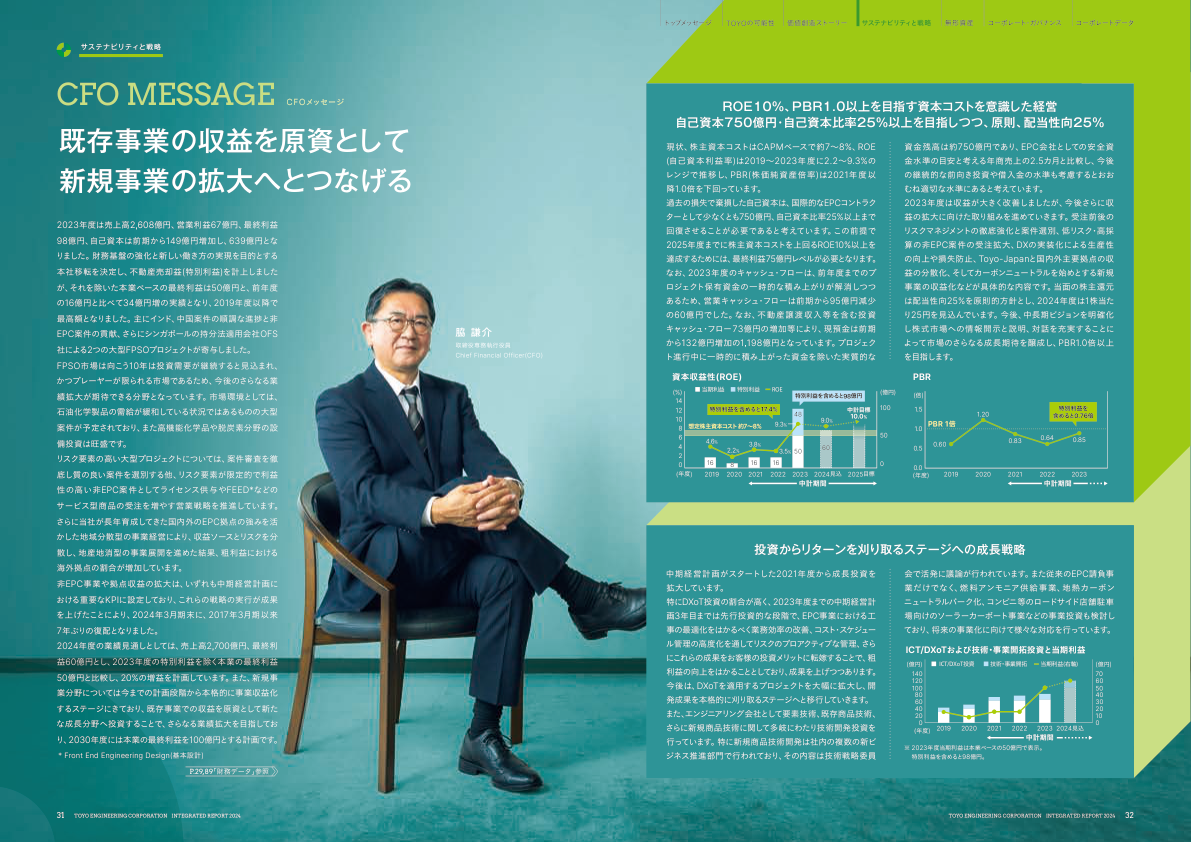 トップメッセージ
TOYOの可能性
価値創造ストーリー
サステナビリティと戦略
無形資産
コーポレート・ガバナンス
コーポレートデータ
サステナビリティと戦略
CFO MESSAGE CFOメッセージ
既存事業の収益を原資として
新規事業の拡大へとつなげる
2023年度は売上高2,608億円、営業利益67億円、最終利益
98億円、自己資本は前期から149億円増加し、639億円とな
りました。財務基盤の強化と新しい働き方の実現を目的とする
本社移転を決定し、不動産売却益(特別利益)を計上しました
が、それを除いた本業ベースの最終利益は50億円と、前年度
の16億円と比べて34億円増の実績となり、2019年度以降で
最高額となりました。主にインド、中国案件の順調な進捗と非
EPC案件の貢献、さらにシンガポールの持分法適用会社OFS
社による2つの大型FPSOプロジェクトが寄与しました。
FPSO市場は向こう10年は投資需要が継続すると見込まれ、
かつプレーヤーが限られる市場であるため、今後のさらなる業
績拡大が期待できる分野となっています。市場環境としては、
石油化学製品の需給が緩和している状況ではあるものの大型
案件が予定されており、また高機能化学品や脱炭素分野の設
備投資は旺盛です。
リスク要素の高い大型プロジェクトについては、案件審査を徹
底し質の良い案件を選別する他、リスク要素が限定的で利益
性の高い非EPC案件としてライセンス供与やFEED*などの
サービス型商品の受注を増やす営業戦略を推進しています。
さらに当社が長年育成してきた国内外のEPC拠点の強みを活
かした地域分散型の事業経営により、収益ソースとリスクを分
散し、地産地消型の事業展開を進めた結果、粗利益における
海外拠点の割合が増加しています。
非EPC事業や拠点収益の拡大は、いずれも中期経営計画に
おける重要なKPIに設定しており、これらの戦略の実行が成果
を上げたことにより、2024年3月期末に、2017年3月期以来
7年ぶりの復配となりました。
2024年度の業績見通しとしては、売上高2,700億円、最終利
益60億円とし、2023年度の特別利益を除く本業の最終利益
50億円と比較し、20%の増益を計画しています。また、新規事
業分野については今までの計画段階から本格的に事業収益化
するステージにきており、既存事業での収益を原資として新た
な成長分野へ投資することで、さらなる業績拡大を目指してお
り、2030年度には本業の最終利益を100億円とする計画です。
* Front End Engineering Design(基本設計)
P.29,89「財務データ」参照
脇 謙介
取締役常務執行役員
Chief Financial Officer(CFO)
ROE10%、PBR1.0以上を目指す資本コストを意識した経営
自己資本750億円・自己資本比率25%以上を目指しつつ、原則、配当性向25%
現状、株主資本コストはCAPMベースで約7～8%、ROE
(自己資本利益率)は2019～2023年度に2.2～9.3%の
レンジで推移し、PBR(株価純資産倍率)は2021年度以
降1.0倍を下回っています。
過去の損失で棄損した自己資本は、国際的なEPCコントラク
ターとして少なくとも750億円、自己資本比率25%以上まで
回復させることが必要であると考えています。この前提で
2025年度までに株主資本コストを上回るROE10%以上を
達成するためには、最終利益75億円レベルが必要となります。
なお、2023年度のキャッシュ・フローは、前年度までのプ
ロジェクト保有資金の一時的な積み上がりが解消しつつ
あるため、営業キャッシュ・フローは前期から95億円減少
の60億円でした。なお、不動産譲渡収入等を含む投資
キャッシュ・フロー73億円の増加等により、現預金は前期
から132億円増加の1,198億円となっています。プロジェク
ト進行中に一時的に積み上がった資金を除いた実質的な
資金残高は約750億円であり、EPC会社としての安全資
金水準の目安と考える年商売上の2.5カ月と比較し、今後
の継続的な前向き投資や借入金の水準も考慮するとおお
むね適切な水準にあると考えています。
2023年度は収益が大きく改善しましたが、今後さらに収
益の拡大に向けた取り組みを進めていきます。受注前後の
リスクマネジメントの徹底強化と案件選別、低リスク・高採
算の非EPC案件の受注拡大、DXの実装化による生産性
の向上や損失防止、Toyo-Japanと国内外主要拠点の収
益の分散化、そしてカーボンニュートラルを始めとする新規
事業の収益化などが具体的な内容です。当面の株主還元
は配当性向25%を原則的方針とし、2024年度は1株当た
り25円を見込んでいます。今後、中長期ビジョンを明確化
し株式市場への情報開示と説明、対話を充実することに
よって市場のさらなる成長期待を醸成し、PBR1.0倍以上
を目指します。
資本収益性(ROE)
当期利益 特別利益 ROE
(%)
14
12
10
8
6
4
2
0
(年度)
(億円)
100
50
0
特別利益を含めると17.4%
特別利益を含めると98億円
想定株主資本コスト 約7～8%
中計目標
10.0%
4.6% 2.2% 3.8% 3.5% 9.3% 9.0%
16 8 16 16 50 48 60
2019 2020 2021 2022 2023 2024見込 2025目標
中計期間
PBR
(倍)
1.5
1.0
0.5
0.0
(年度)
PBR 1倍
0.60 1.20 0.83 0.64 0.85
特別利益を
含めると0.76倍
2019 2020 2021 2022 2023
中計期間
投資からリターンを刈り取るステージへの成長戦略
中期経営計画がスタートした2021年度から成長投資を
拡大しています。
特にDXoT投資の割合が高く、2023年度までの中期経営計
画3年目までは先行投資的な段階で、EPC事業における工
事の最適化をはかるべく業務効率の改善、コスト・スケジュー
ル管理の高度化を通してリスクのプロアクティブな管理、さら
にこれらの成果をお客様の投資メリットに転嫁することで、粗
利益の向上をはかることとしており、成果を上げつつあります。
今後は、DXoTを適用するプロジェクトを大幅に拡大し、開
発成果を本格的に刈り取るステージへと移行していきます。
また、エンジニアリング会社として要素技術、既存商品技術、
さらに新規商品技術に関して多岐にわたり技術開発投資を
行っています。特に新規商品技術開発は社内の複数の新ビ
ジネス推進部門で行われており、その内容は技術戦略委員
会で活発に議論が行われています。また従来のEPC請負事
業だけでなく、燃料アンモニア供給事業、地熱カーボン
ニュートラルパーク化、コンビニ等のロードサイド店舗駐車
場向けのソーラーカーポート事業などの事業投資も検討し
ており、将来の事業化に向けて様々な対応を行っています。
ICT/DXoTおよび技術・事業開拓投資と当期利益
(億円)
ICT/DXoT投資 技術・事業開拓 当期利益(右軸)
(億円)
140
120
100
80
60
40
20
0
(年度)
70
60
50
40
30
20
10
0
2019 2020 2021 2022 2023 2024見込
中計期間
※ 2023年度当期利益は本業ベースの50億円で表示。
特別利益を含めると98億円。
31 TOYO ENGINEERING CORPORATION INTEGRATED REPORT 2024
TOYO ENGINEERING CORPORATION INTEGRATED REPORT 2024 32